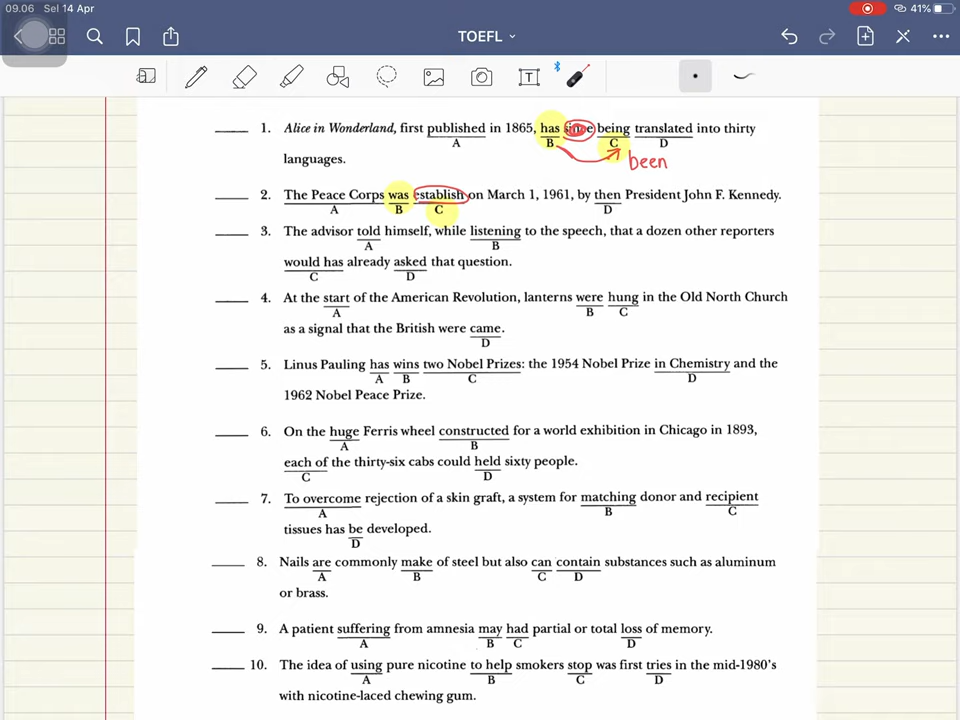 09.06 Sel 14 Apr
41%
TOEFL
1. Alice in Wonderland, first published in 1865, has since being translated into thirty
A B C D
languages.
been
2. The Peace Corps was establish on March 1, 1961, by then President John F. Kennedy.
A B C D
3. The advisor told himself, while listening to the speech, that a dozen other reporters
A B
would has already asked that question.
C D
4. At the start of the American Revolution, lanterns were hung in the Old North Church
A B C
as a signal that the British were came.
D
5. Linus Pauling has wins two Nobel Prizes: the 1954 Nobel Prize in Chemistry and the
A B C D
1962 Nobel Peace Prize.
6. On the huge Ferris wheel constructed for a world exhibition in Chicago in 1893,
A B
each of the thirty-six cabs could held sixty people.
C D
7. To overcome rejection of a skin graft, a system for matching donor and recipient
A B C
tissues has be developed.
D
8. Nails are commonly make of steel but also can contain substances such as aluminum
A B C D
or brass.
9. A patient suffering from amnesia may had partial or total loss of memory.
A B C D
10. The idea of using pure nicotine to help smokers stop was first tries in the mid-1980's
A B C D
with nicotine-laced chewing gum.